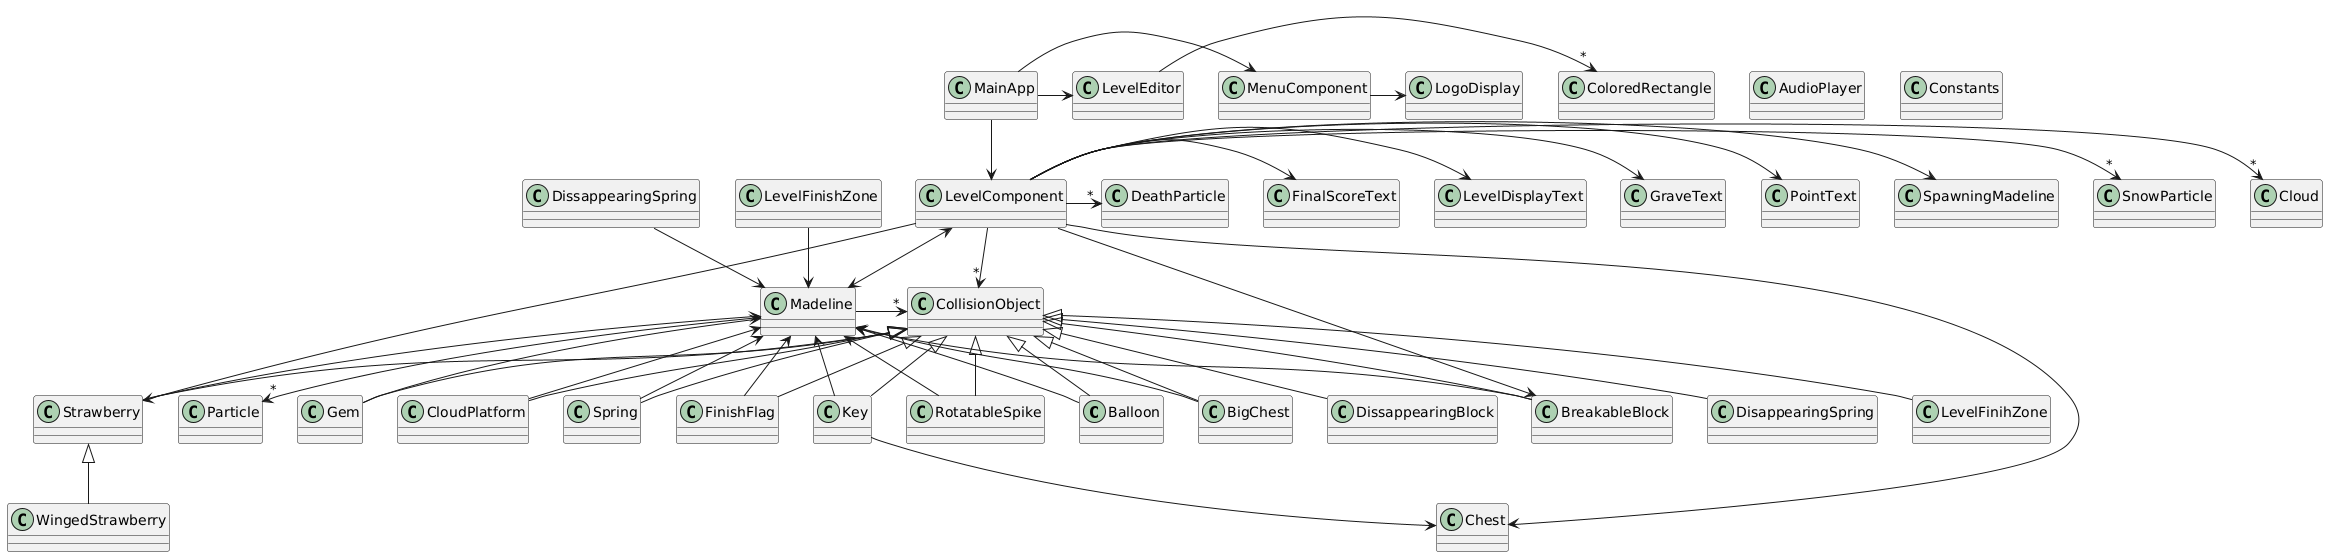 *
C MainApp
C LevelEditor
C MenuComponent
C LogoDisplay
C ColoredRectangle
C AudioPlayer
C Constants
*
*
C DissappearingSpring
C LevelFinishZone
C LevelComponent
*
C DeathParticle
C FinalScoreText
C LevelDisplayText
C GraveText
C PointText
C SpawningMadeline
C SnowParticle
C Cloud
*
C Madeline
*
C CollisionObject
*
C Strawberry
C Particle
C Gem
C CloudPlatform
C Spring
C FinishFlag
C Key
C RotatableSpike
C Balloon
C BigChest
C DissappearingBlock
C BreakableBlock
C DisappearingSpring
C LevelFinihZone
C WingedStrawberry
C Chest